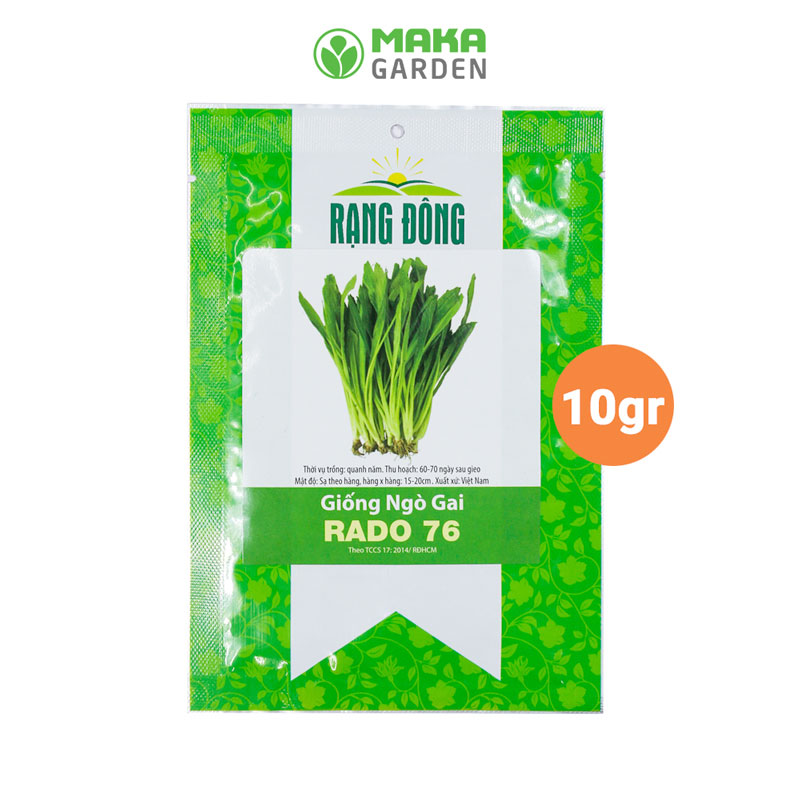 MAKA
GARDEN
RẠNG ĐÔNG
10gr
Thời vụ trồng: quanh năm. Thu hoạch: 60-70 ngày sau gieo
Mật độ: Sạ theo hàng, hàng x hàng: 15-20cm . Xuất xứ: Việt Nam
Giống Ngò Gai
RADO 76
Theo TCCS 17: 2014/ RĐHCM